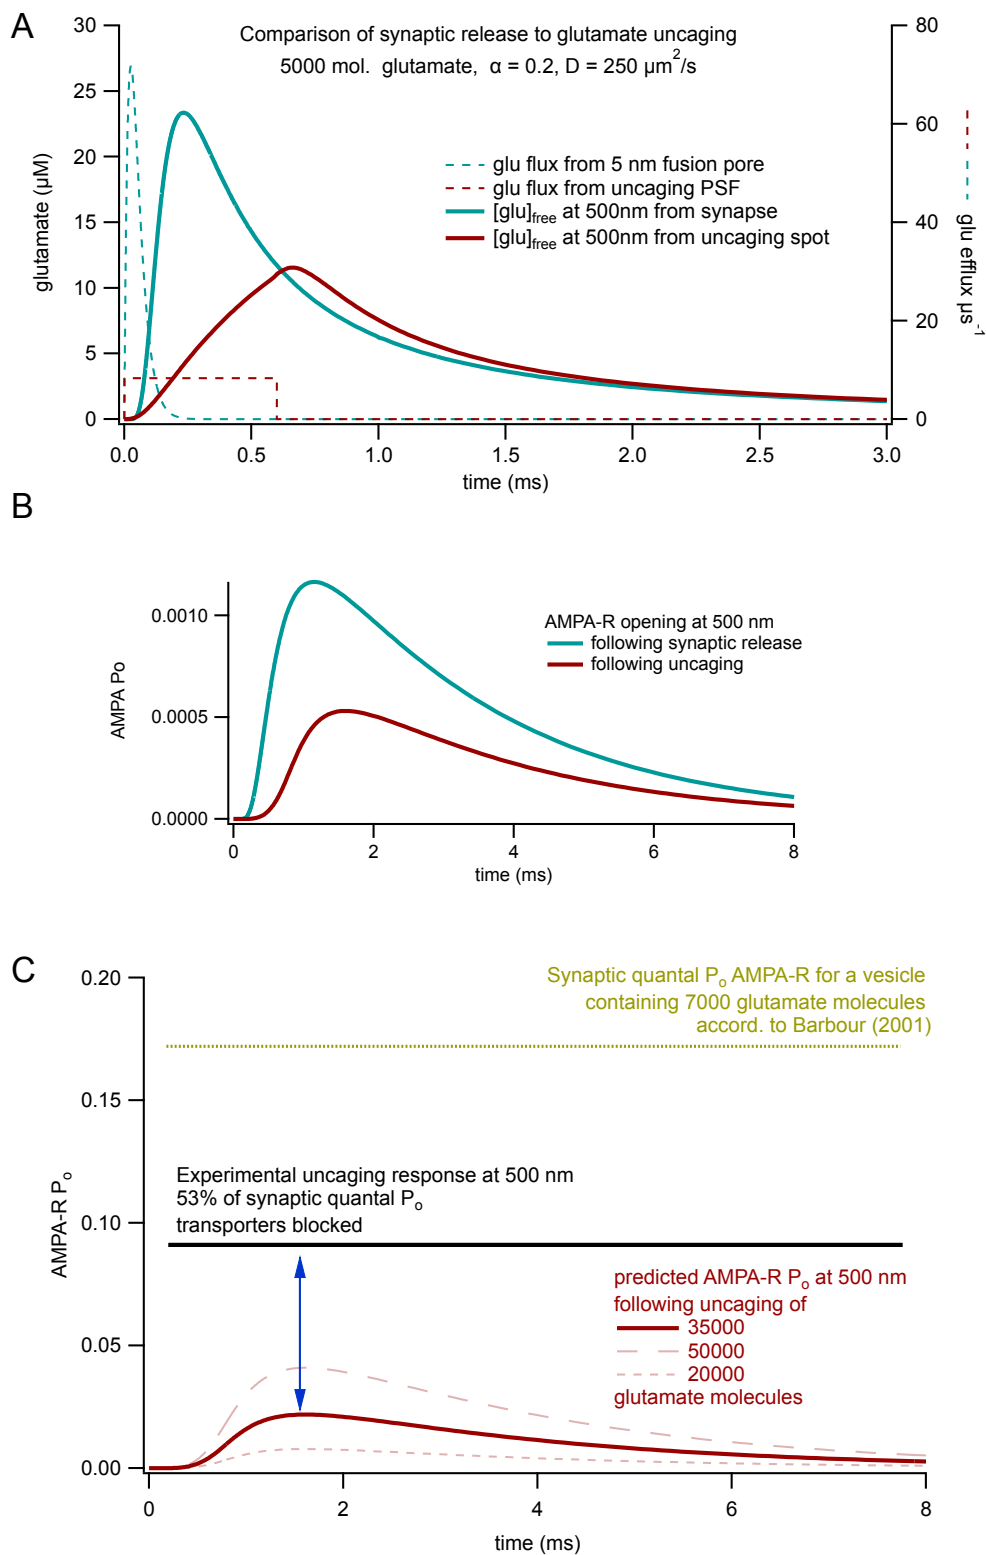 A
Comparison of synaptic release to glutamate uncaging
5000 mol. glutamate, α = 0.2, D = 250 µm²/s
30
25
20
15
10
5
0
glutamate (µM)
80
60
40
20
0
glu efflux µs⁻¹
glu flux from 5 nm fusion pore
glu flux from uncaging PSF
[glu]free at 500nm from synapse
[glu]free at 500nm from uncaging spot
0.0 0.5 1.0 1.5 2.0 2.5 3.0
time (ms)
B
0.0010
0.0005
0.0000
AMPA Po
AMPA-R opening at 500 nm
following synaptic release
following uncaging
0 2 4 6 8
time (ms)
C
0.20
0.15
0.10
0.05
0.00
AMPA-R Po
Synaptic quantal Po AMPA-R for a vesicle
containing 7000 glutamate molecules
accord. to Barbour (2001)
Experimental uncaging response at 500 nm
53% of synaptic quantal Po
transporters blocked
predicted AMPA-R Po at 500 nm
following uncaging of
35000
50000
20000
glutamate molecules
0 2 4 6 8
time (ms)